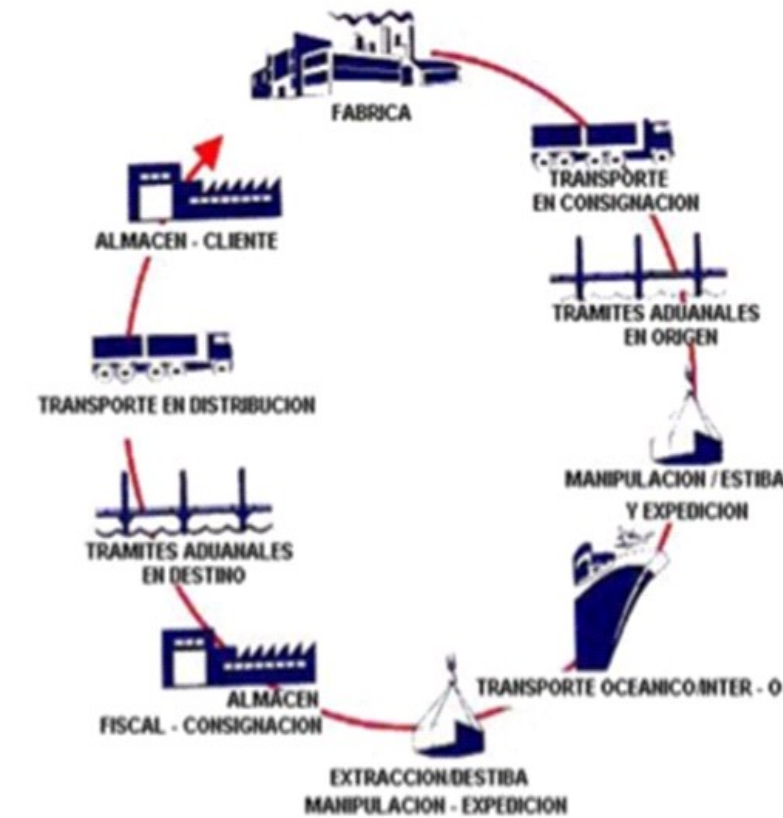 FABRICA
TRANSPORTE
EN CONSIGNACION
TRAMITES ADUANALES
EN ORIGEN
MANIPULACION / ESTIBA
Y EXPEDICION
TRANSPORTE OCEANICO/INTER - O
EXTRACCION/DESTIBA
MANIPULACION - EXPEDICION
ALMACEN
FISCAL - CONSIGNACION
TRAMITES ADUANALES
EN DESTINO
TRANSPORTE EN DISTRIBUCION
ALMACEN - CLIENTE